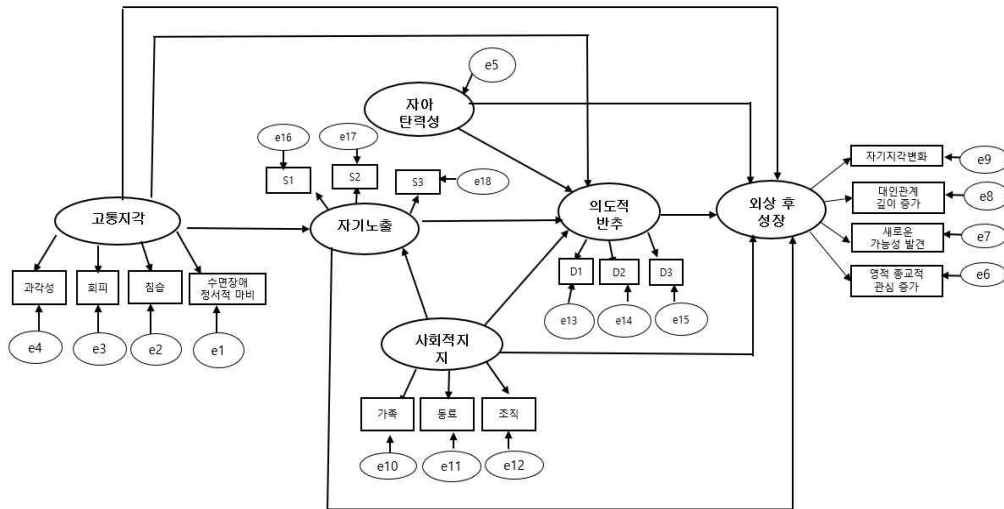 e5
자아
탄력성
e16
e17
S1
S2
S3
e18
자기지각변화
e9
대인관계
깊이 증가
e8
새로운
가능성 발견
e7
영적 종교적
관심 증가
e6
고통지각
자기노출
의도적
반추
외상 후
성장
과각성
회피
침습
수면장애
정서적 마비
e4
e3
e2
e1
D1
D2
D3
e13
e14
e15
사회적지
지
가족
동료
조직
e10
e11
e12